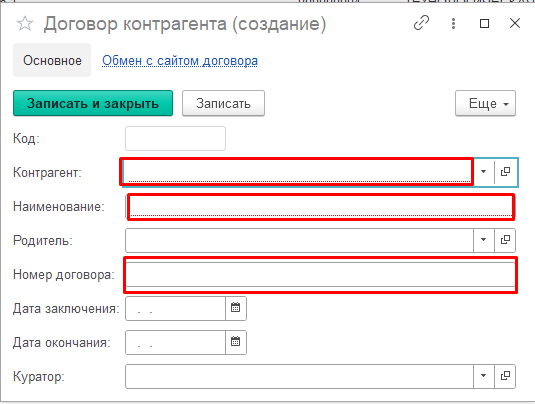 Договор контрагента (создание)
Основное Обмен с сайтом договора
Записать и закрыть Записать Еще
Код:
Контрагент:
Наименование:
Родитель:
Номер договора:
Дата заключения: . .
Дата окончания: . .
Куратор: